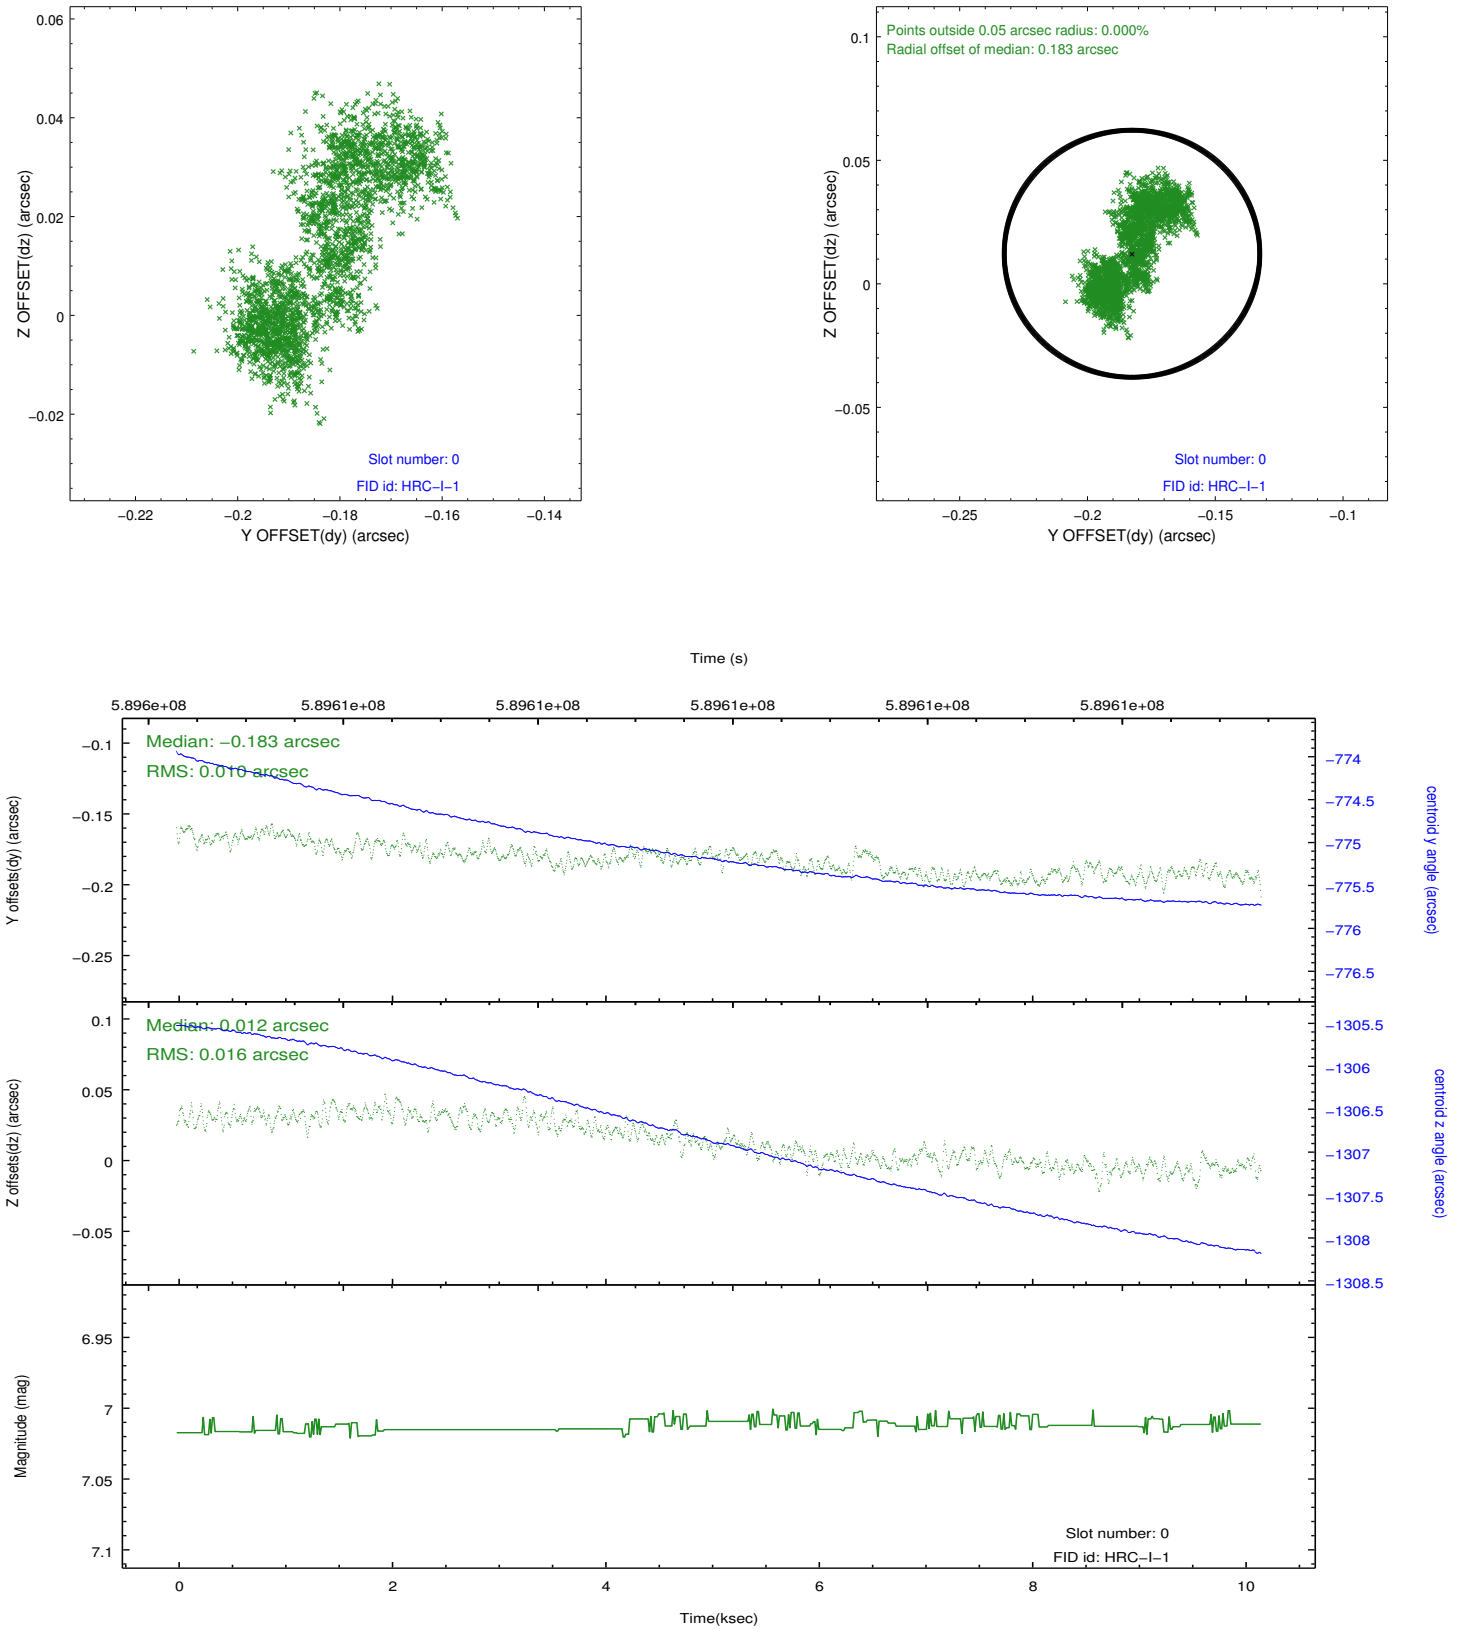 0.06
0.04
0.02
0
−0.02
Z OFFSET(dz) (arcsec)
Slot number: 0
FID id: HRC−I−1
−0.22
−0.2
−0.18
−0.16
−0.14
Y OFFSET(dy) (arcsec)
Points outside 0.05 arcsec radius: 0.000%
Radial offset of median: 0.183 arcsec
0.1
0.05
0
−0.05
Z OFFSET(dz) (arcsec)
Slot number: 0
FID id: HRC−I−1
−0.25
−0.2
−0.15
−0.1
Y OFFSET(dy) (arcsec)
Time (s)
5.896e+08
5.8961e+08
5.8961e+08
5.8961e+08
5.8961e+08
5.8961e+08
Median: −0.183 arcsec
RMS: 0.010 arcsec
−0.1
−0.15
−0.2
−0.25
Y offsets(dy) (arcsec)
−774
−774.5
−775
−775.5
−776
−776.5
centroid y angle (arcsec)
Median: 0.012 arcsec
RMS: 0.016 arcsec
0.1
0.05
0
−0.05
Z offsets(dz) (arcsec)
−1305.5
−1306
−1306.5
−1307
−1307.5
−1308
−1308.5
centroid z angle (arcsec)
6.95
7
7.05
7.1
Magnitude (mag)
Slot number: 0
FID id: HRC−I−1
0
2
4
6
8
10
Time(ksec)